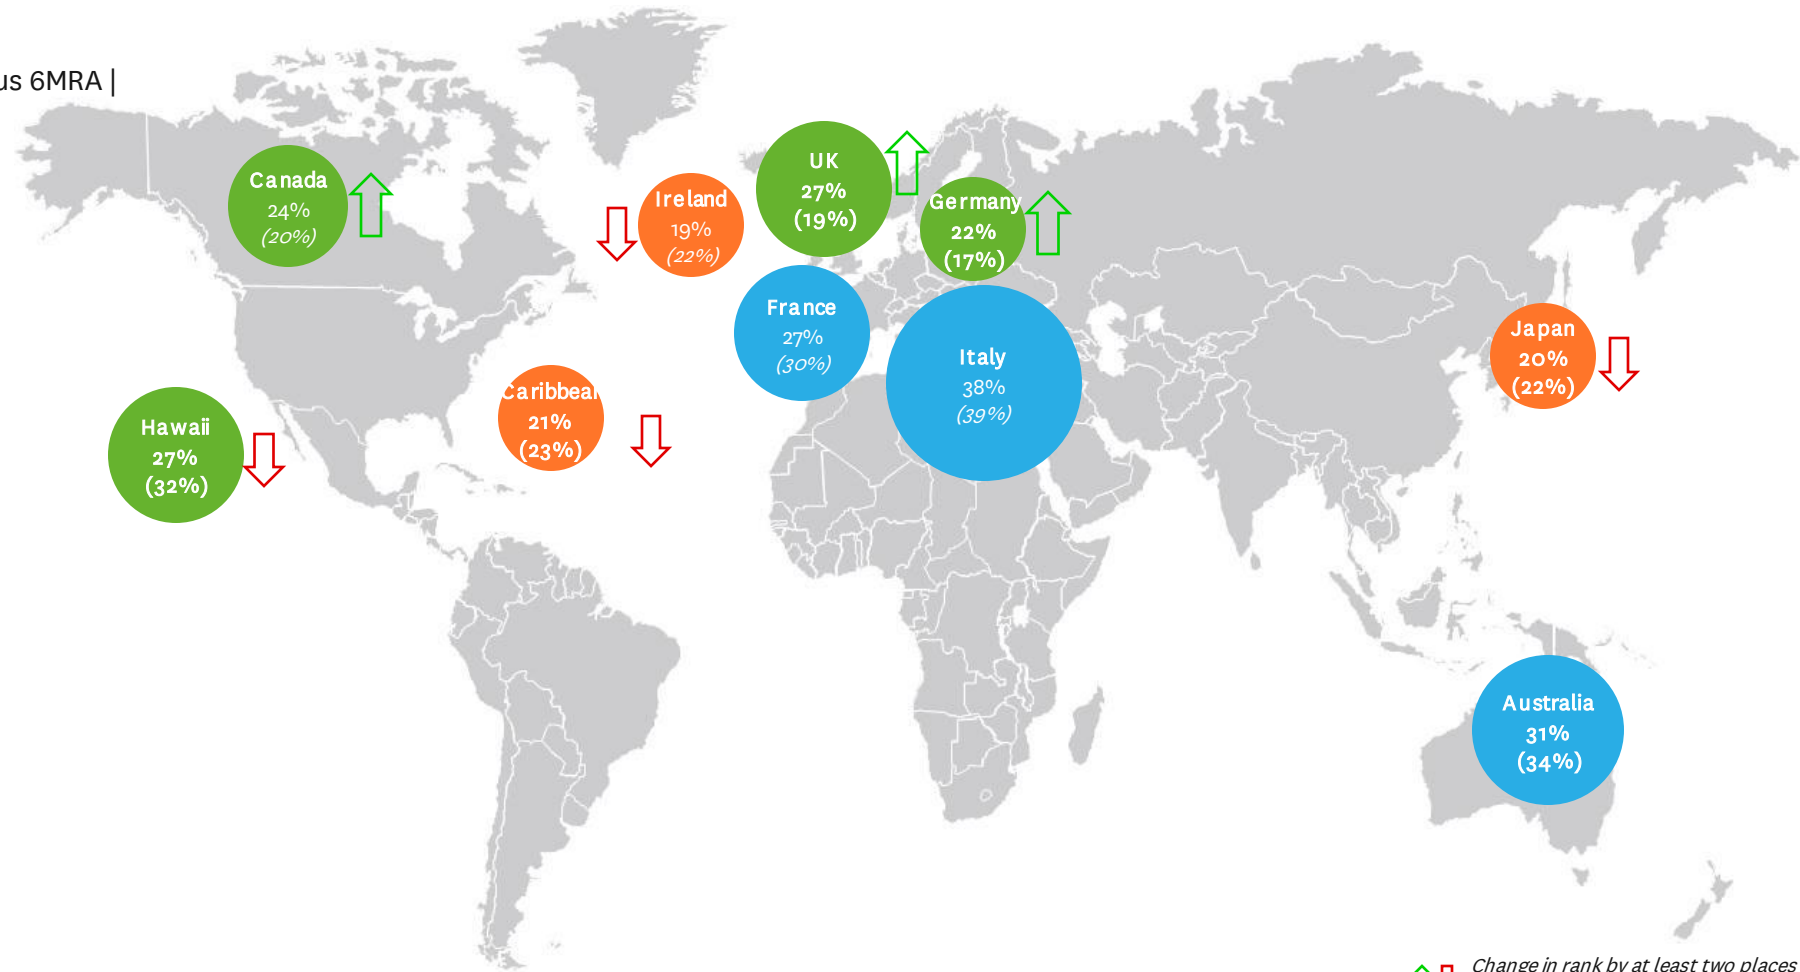 us 6MRA |
Canada
24%
(20%)
Ireland
19%
(22%)
UK
27%
(19%)
Germany
22%
(17%)
France
27%
(30%)
Italy
38%
(39%)
Japan
20%
(22%)
Caribbean
21%
(23%)
Hawaii
27%
(32%)
Australia
31%
(34%)
Change in rank by at least two places